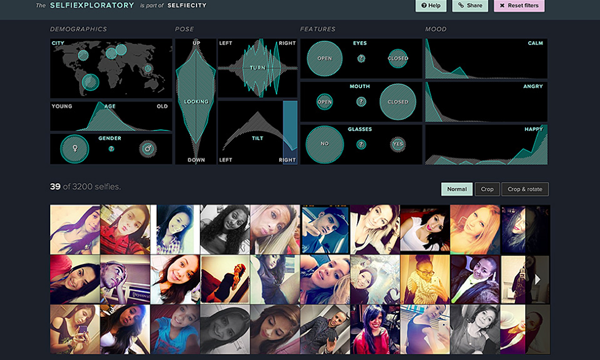 The SELFIEXPLORATORY is part of SELFIECITY
Help Share Reset filters
DEMOGRAPHICS POSE FEATURES MOOD
CITY
UP
LEFT RIGHT
TURN
EYES
OPEN ? CLOSED
CALM
MOUTH
OPEN ? CLOSED
ANGRY
YOUNG AGE OLD
LOOKING
GENDER
♀ ? ♂
TILT
GLASSES
NO ? YES
HAPPY
DOWN
LEFT RIGHT
39 of 3200 selfies.
Normal Crop Crop & rotate